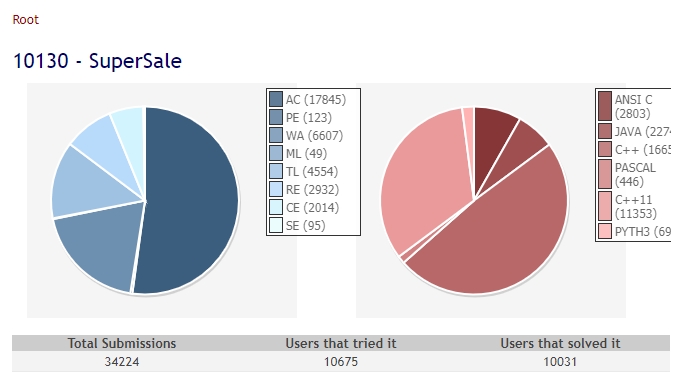 Root
10130 - SuperSale
AC (17845)
PE (123)
WA (6607)
ML (49)
TL (4554)
RE (2932)
CE (2014)
SE (95)
ANSI C
(2803)
JAVA (227
C++ (166
PASCAL
(446)
C++11
(11353)
PYTH3 (69
Total Submissions Users that tried it Users that solved it
34224 10675 10031